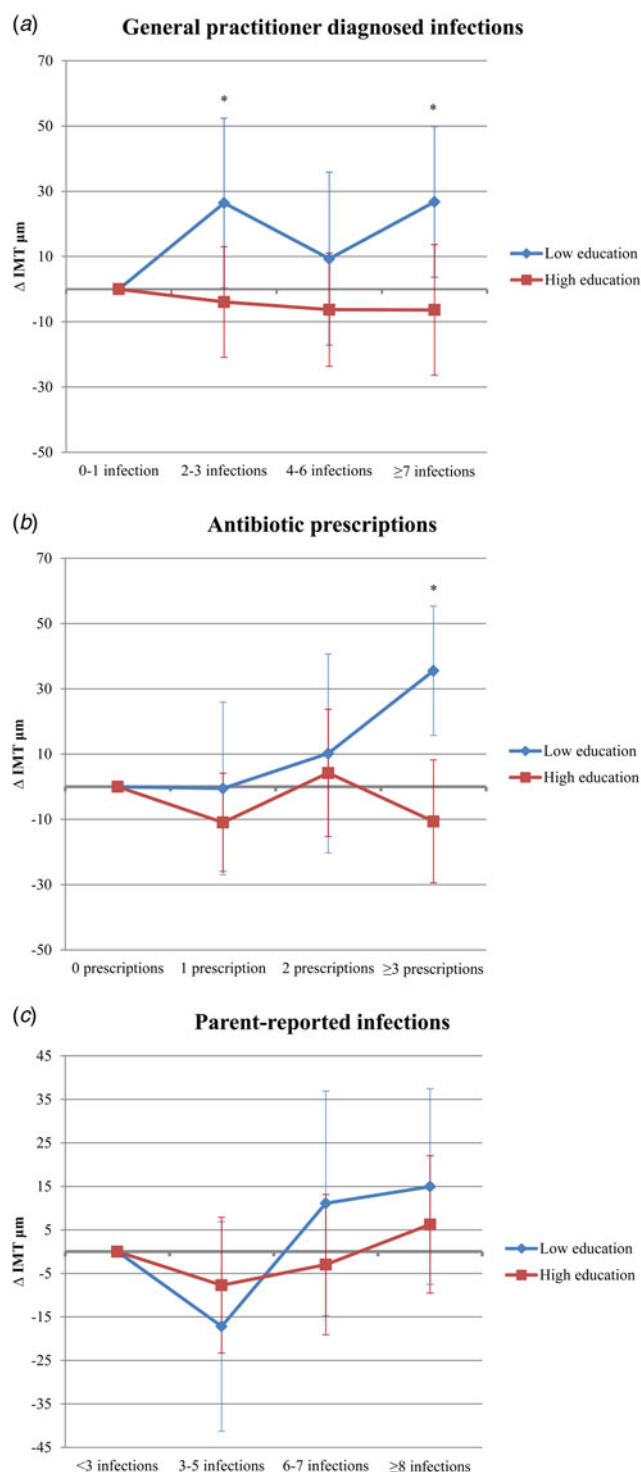 (a)
General practitioner diagnosed infections
70
*
*
50
30
10
-10
-30
-50
Δ IMT µm
Low education
High education
0-1 infection 2-3 infections 4-6 infections ≥7 infections
(b)
Antibiotic prescriptions
70
*
50
30
10
-10
-30
-50
Δ IMT µm
Low education
High education
0 prescriptions 1 prescription 2 prescriptions ≥3 prescriptions
(c)
Parent-reported infections
45
35
25
15
5
-5
-15
-25
-35
-45
Δ IMT µm
Low education
High education
<3 infections 3-5 infections 6-7 infections ≥8 infections